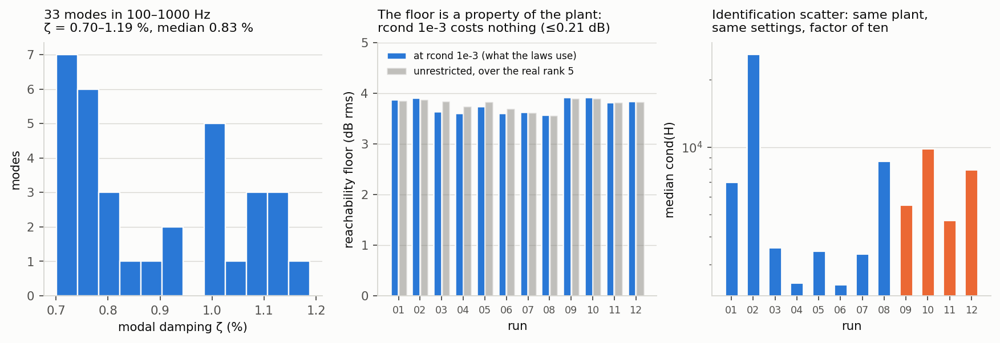 33 modes in 100–1000 Hz
ζ = 0.70–1.19 %, median 0.83 %
modes
7
6
5
4
3
2
1
0
0.7 0.8 0.9 1.0 1.1 1.2
modal damping ζ (%)
The floor is a property of the plant:
rcond 1e-3 costs nothing (≤0.21 dB)
at rcond 1e-3 (what the laws use)
unrestricted, over the real rank 5
reachability floor (dB rms)
5
4
3
2
1
0
01 02 03 04 05 06 07 08 09 10 11 12
run
Identification scatter: same plant,
same settings, factor of ten
median cond(H)
10⁴
01 02 03 04 05 06 07 08 09 10 11 12
run